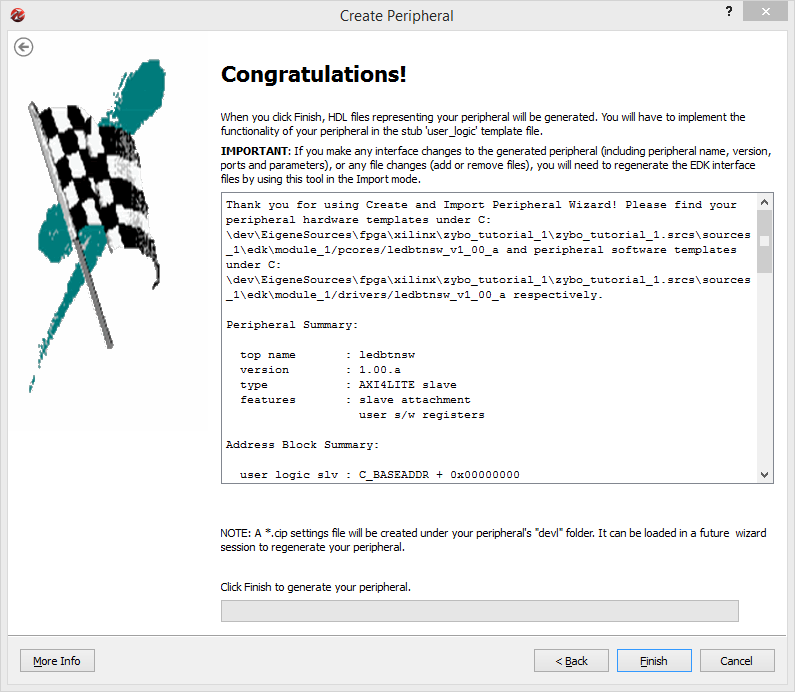 Create Peripheral
?
Congratulations!
When you click Finish, HDL files representing your peripheral will be generated. You will have to implement the
functionality of your peripheral in the stub 'user_logic' template file.
IMPORTANT: If you make any interface changes to the generated peripheral (including peripheral name, version,
ports and parameters), or any file changes (add or remove files), you will need to regenerate the EDK interface
files by using this tool in the Import mode.
Thank you for using Create and Import Peripheral Wizard! Please find your
peripheral hardware templates under C:
\dev\EigeneSources\fpga\xilinx\zybo_tutorial_1\zybo_tutorial_1.srcs\sources
_1\edk\module_1/pcores/ledbtnsw_v1_00_a and peripheral software templates
under C:
\dev\EigeneSources\fpga\xilinx\zybo_tutorial_1\zybo_tutorial_1.srcs\sources
_1\edk\module_1/drivers/ledbtnsw_v1_00_a respectively.
Peripheral Summary:
top name : ledbtnsw
version : 1.00.a
type : AXI4LITE slave
features : slave attachment
user s/w registers
Address Block Summary:
user logic slv : C_BASEADDR + 0x00000000
NOTE: A *.cip settings file will be created under your peripheral's "devl" folder. It can be loaded in a future wizard
session to regenerate your peripheral.
Click Finish to generate your peripheral.
More Info
< Back
Finish
Cancel